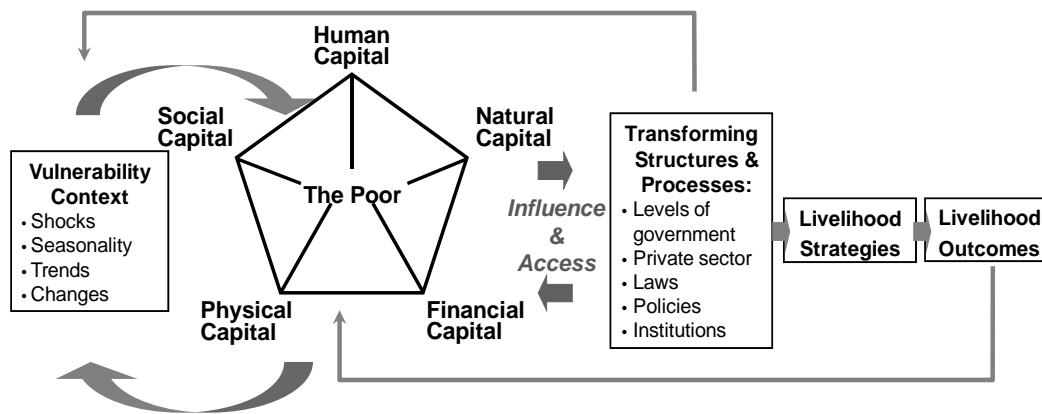 Vulnerability
Context
• Shocks
• Seasonality
• Trends
• Changes
Human
Capital
Social
Capital
Natural
Capital
The Poor
Physical
Capital
Financial
Capital
Influence
&
Access
Transforming
Structures &
Processes:
• Levels of
government
• Private sector
• Laws
• Policies
• Institutions
Livelihood
Strategies
Livelihood
Outcomes